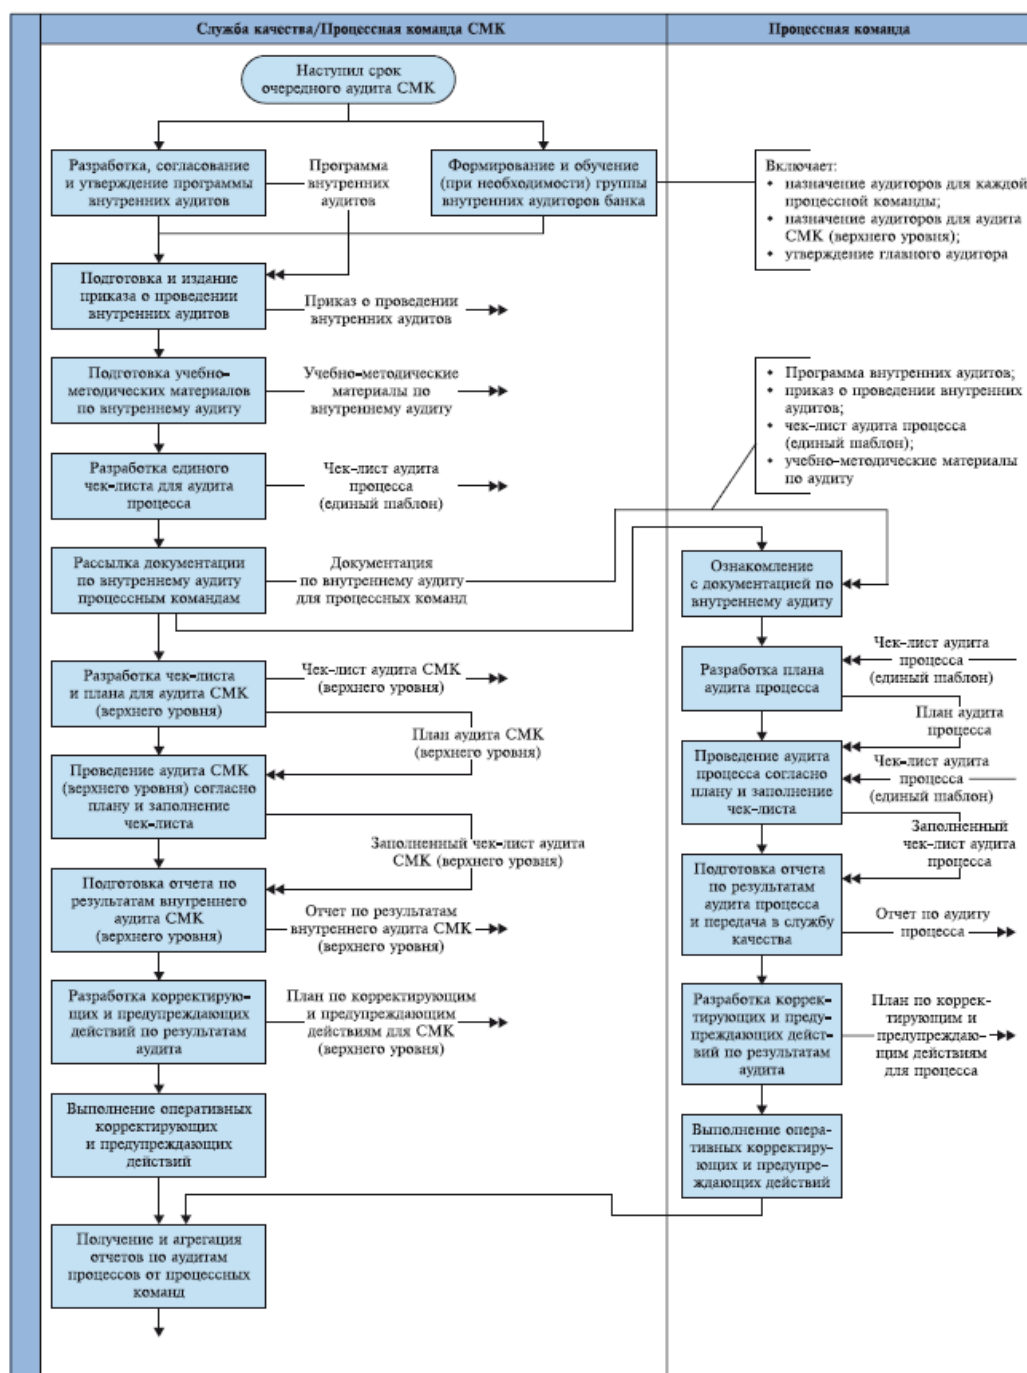 Служба качества/Процессная команда СМК
Процессная команда
Наступил срок
очередного аудита СМК
Разработка, согласование
и утверждение программы
внутренних аудитов
Программа
внутренних
аудитов
Формирование и обучение
(при необходимости) группы
внутренних аудиторов банка
Включает:
• назначение аудиторов для каждой
процессной команды;
• назначение аудиторов для аудита
СМК (верхнего уровня);
• утверждение главного аудитора
Подготовка и издание
приказа о проведении
внутренних аудитов
Приказ о проведении
внутренних аудитов
Подготовка учебно-
методических материалов
по внутреннему аудиту
Учебно-методические
материалы по
внутреннему аудиту
• Программа внутренних аудитов;
• приказ о проведении внутренних
аудитов;
• чек-лист аудита процесса
(единый шаблон);
• учебно-методические материалы
по аудиту
Разработка единого
чек-листа для аудита
процесса
Чек-лист аудита
процесса
(единый шаблон)
Рассылка документации
по внутреннему аудиту
процессным командам
Документация
по внутреннему аудиту
для процессных команд
Ознакомление
с документацией по
внутреннему аудиту
Разработка чек-листа
и плана для аудита СМК
(верхнего уровня)
Чек-лист аудита СМК
(верхнего уровня)
Разработка плана
аудита процесса
Чек-лист аудита
процесса
(единый шаблон)
План аудита СМК
(верхнего уровня)
План аудита
процесса
Проведение аудита СМК
(верхнего уровня) согласно
плану и заполнение
чек-листа
Проведение аудита
процесса согласно
плану и заполнение
чек-листа
Чек-лист аудита
процесса
(единый шаблон)
Заполненный чек-лист аудита
СМК (верхнего уровня)
Заполненный
чек-лист аудита
процесса
Подготовка отчета по
результатам внутреннего
аудита СМК
(верхнего уровня)
Отчет по результатам
внутреннего аудита СМК
(верхнего уровня)
Подготовка отчета
по результатам
аудита процесса
и передача в службу
качества
Отчет по аудиту
процесса
Разработка корректирую-
щих и предупреждающих
действий по результатам
аудита
План по корректирующим
и предупреждающим
действиям для СМК
(верхнего уровня)
Разработка коррек-
тирующих и преду-
преждающих дейст-
вий по результатам
аудита
План по коррек-
тирующим и
предупреждаю-
щим действиям
для процесса
Выполнение оперативных
корректирующих
и предупреждающих
действий
Выполнение опера-
тивных корректиру-
ющих и предупре-
ждающих действий
Получение и агрегация
отчетов по аудитам
процессов от процессных
команд